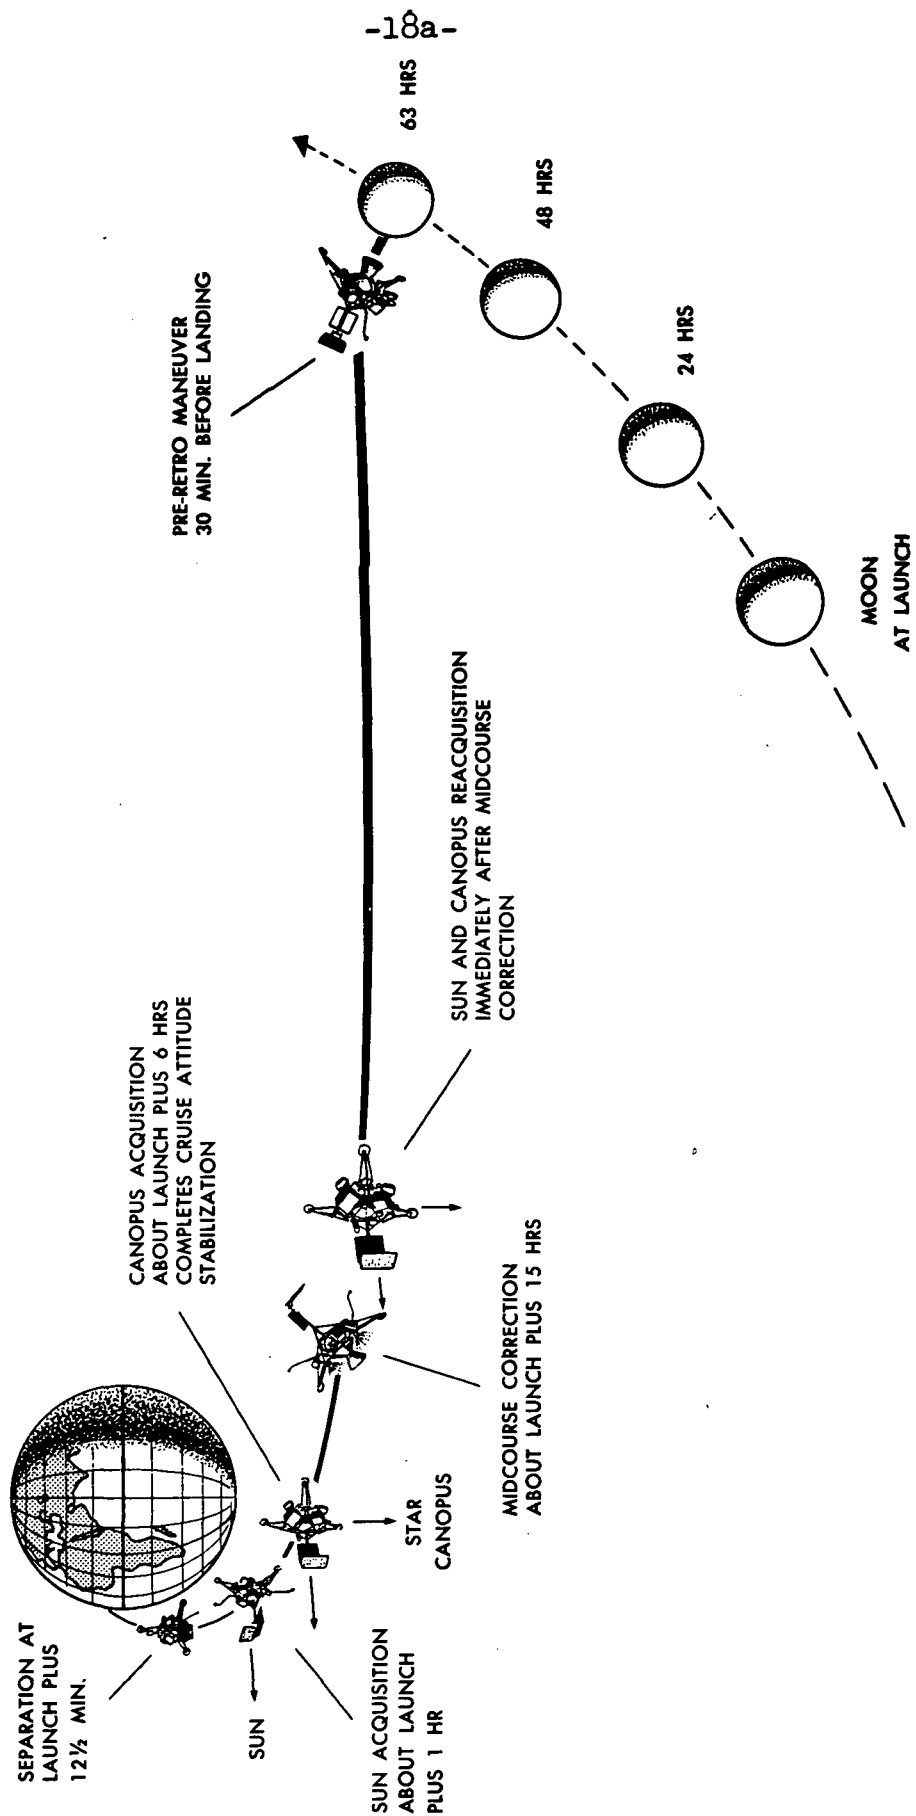 -18a-
SEPARATION AT
LAUNCH PLUS
12½ MIN.
SUN
SUN ACQUISITION
ABOUT LAUNCH
PLUS 1 HR
CANOPUS ACQUISITION
ABOUT LAUNCH PLUS 6 HRS
COMPLETES CRUISE ATTITUDE
STABILIZATION
STAR
CANOPUS
MIDCOURSE CORRECTION
ABOUT LAUNCH PLUS 15 HRS
SUN AND CANOPUS REACQUISITION
IMMEDIATELY AFTER MIDCOURSE
CORRECTION
PRE-RETRO MANEUVER
30 MIN. BEFORE LANDING
63 HRS
48 HRS
24 HRS
MOON
AT LAUNCH